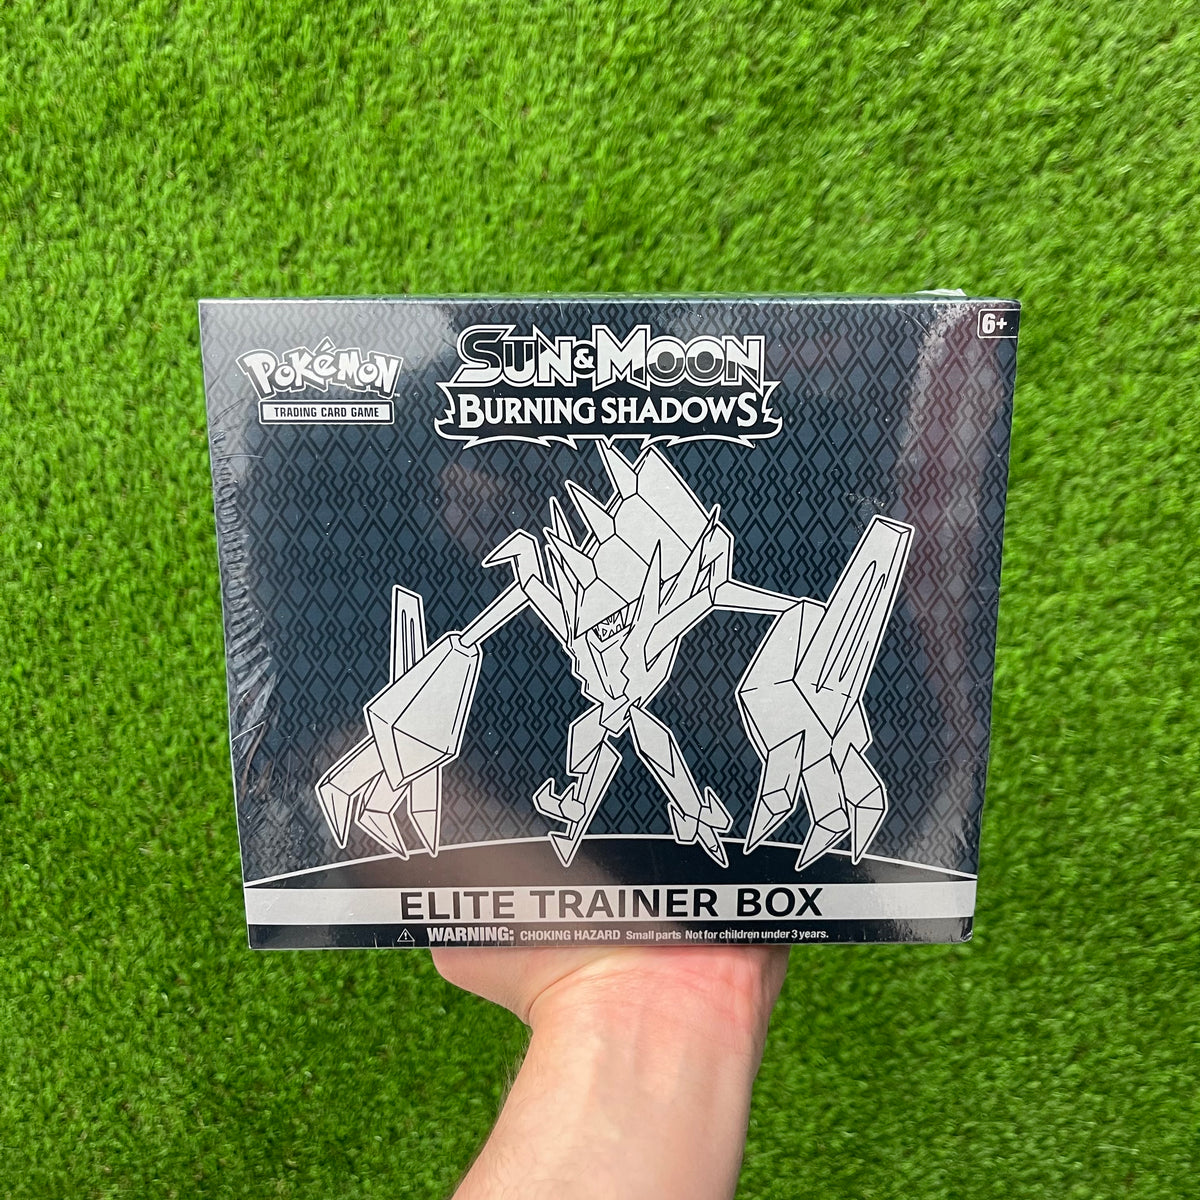 6+
Pokémon
TRADING CARD GAME
SUN & MOON
BURNING SHADOWS
ELITE TRAINER BOX
WARNING: CHOKING HAZARD Small parts Not for children under 3 years.